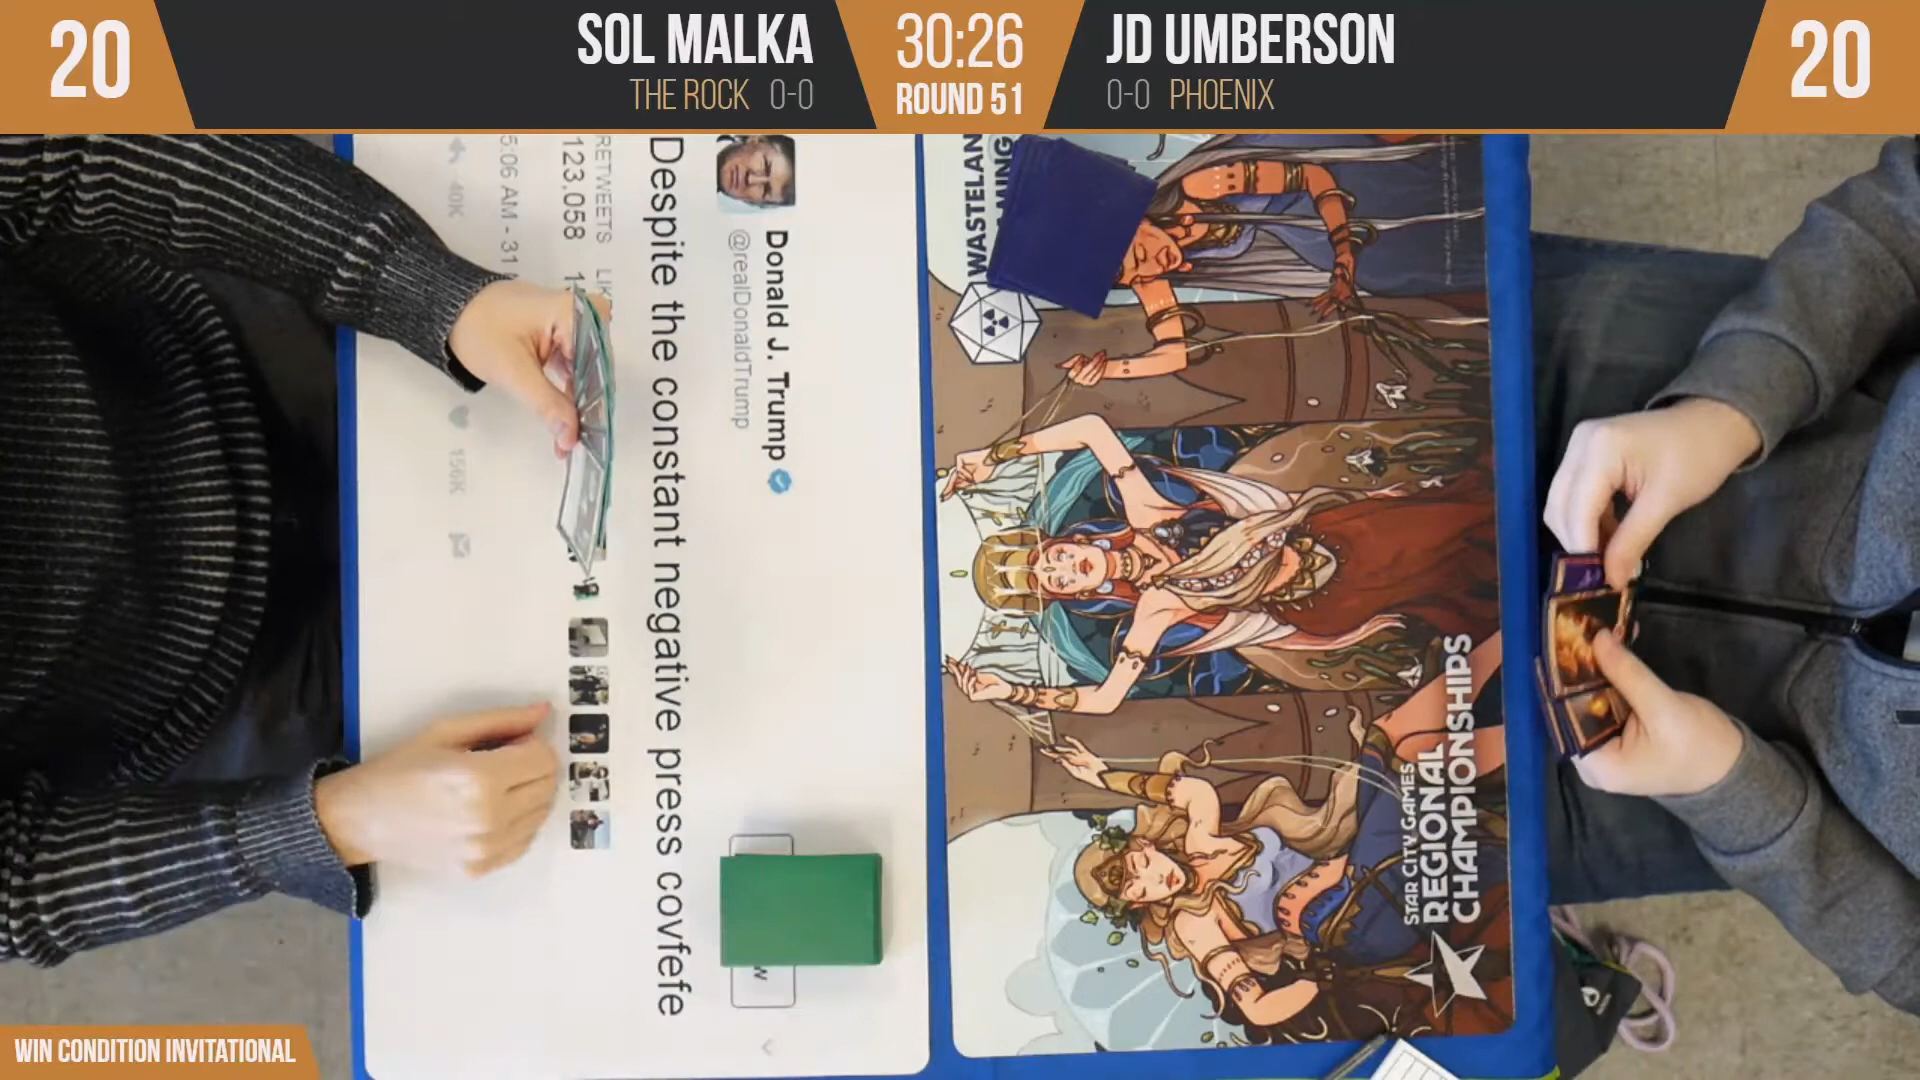 20
SOL MALKA
THE ROCK 0-0
30:26
ROUND 51
JD UMBERSON
0-0 PHOENIX
20
Donald J. Trump
@realDonaldTrump
Despite the constant negative press covfefe
RETWEETS
123,058
5:06 AM - 31
40K
WASTELAN
STAR CITY GAMES
REGIONAL
CHAMPIONSHIPS
WIN CONDITION INVITATIONAL